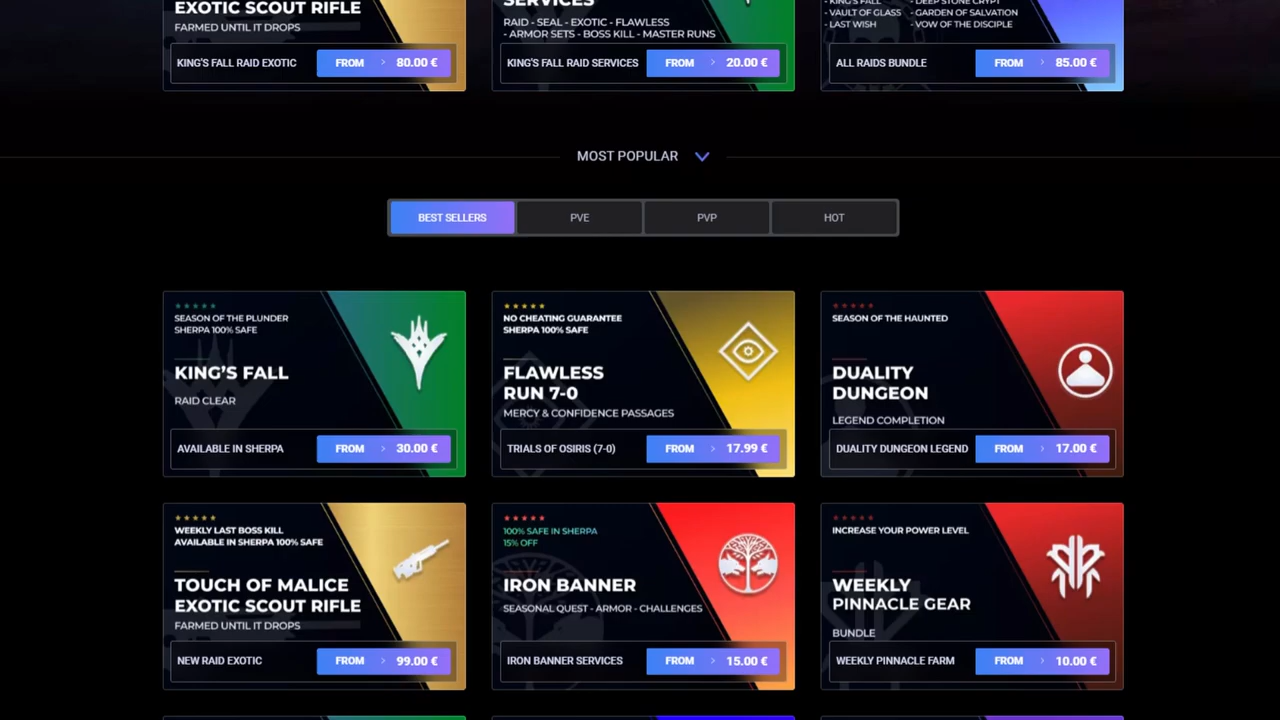 EXOTIC SCOUT RIFLE
FARMED UNTIL IT DROPS
KING'S FALL RAID EXOTIC
FROM > 80.00 €
SERVICES
RAID - SEAL - EXOTIC - FLAWLESS
- ARMOR SETS - BOSS KILL - MASTER RUNS
KING'S FALL RAID SERVICES
FROM > 20.00 €
- KING'S FALL - DEEP STONE CRYPT
- VAULT OF GLASS - GARDEN OF SALVATION
- LAST WISH - VOW OF THE DISCIPLE
ALL RAIDS BUNDLE
FROM > 85.00 €
MOST POPULAR
BEST SELLERS
PVE
PVP
HOT
SEASON OF THE PLUNDER
SHERPA 100% SAFE
KING'S FALL
RAID CLEAR
AVAILABLE IN SHERPA
FROM > 30.00 €
NO CHEATING GUARANTEE
SHERPA 100% SAFE
FLAWLESS
RUN 7-0
MERCY & CONFIDENCE PASSAGES
TRIALS OF OSIRIS (7-0)
FROM > 17.99 €
SEASON OF THE HAUNTED
DUALITY
DUNGEON
LEGEND COMPLETION
DUALITY DUNGEON LEGEND
FROM > 17.00 €
WEEKLY LAST BOSS KILL
AVAILABLE IN SHERPA 100% SAFE
TOUCH OF MALICE
EXOTIC SCOUT RIFLE
FARMED UNTIL IT DROPS
NEW RAID EXOTIC
FROM > 99.00 €
100% SAFE IN SHERPA
15% OFF
IRON BANNER
SEASONAL QUEST - ARMOR - CHALLENGES
IRON BANNER SERVICES
FROM > 15.00 €
INCREASE YOUR POWER LEVEL
WEEKLY
PINNACLE GEAR
BUNDLE
WEEKLY PINNACLE FARM
FROM > 10.00 €